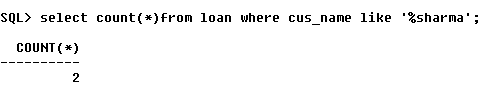 SQL> select count(*)from loan where cus_name like '%sharma';
COUNT(*)
----------
2